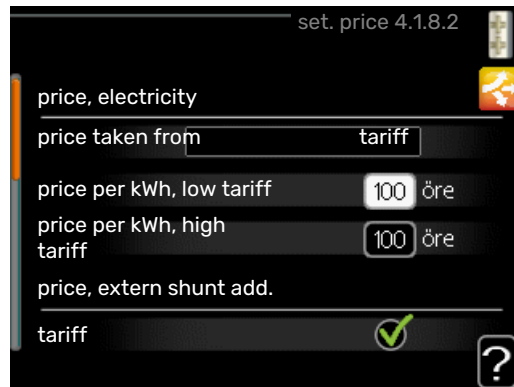 set. price 4.1.8.2
price, electricity
price taken from tariff
price per kWh, low tariff 100 öre
price per kWh, high
tariff 100 öre
price, extern shunt add.
tariff
?